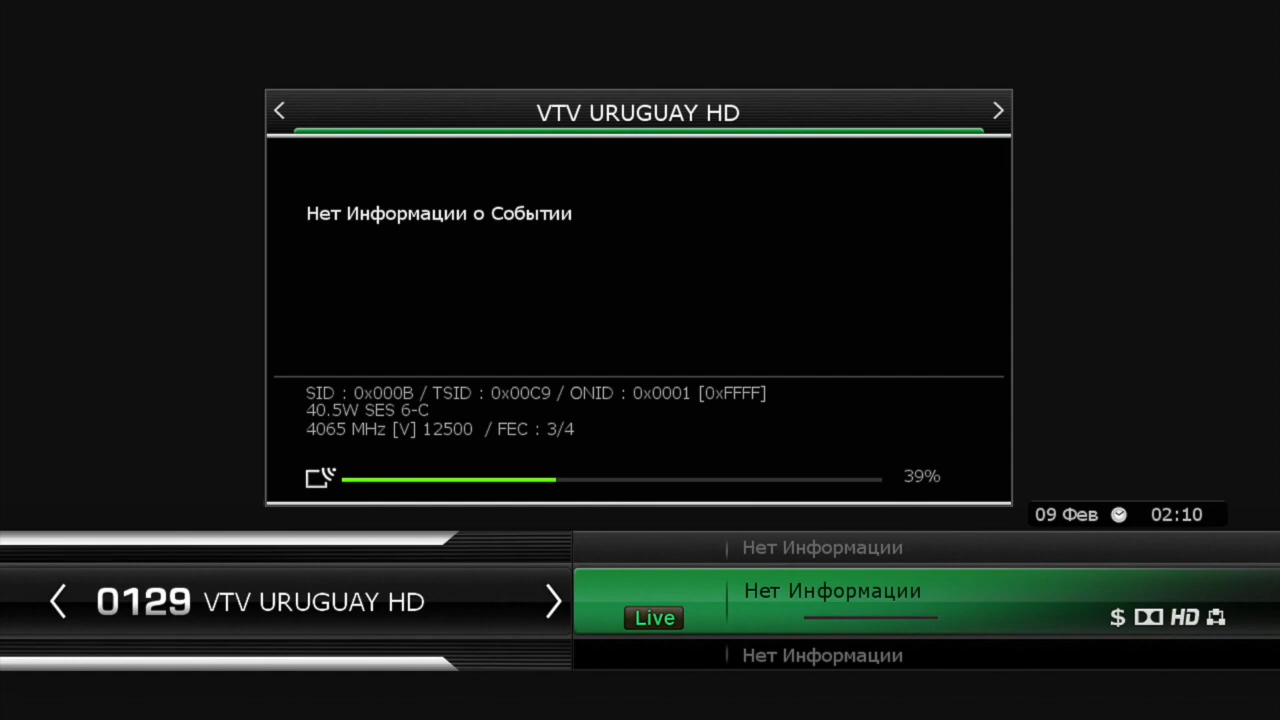 VTV URUGUAY HD
Нет Информации о Событии
SID : 0x000B / TSID : 0x00C9 / ONID : 0x0001 [0xFFFF]
40.5W SES 6-C
4065 MHz [V] 12500 / FEC : 3/4
39%
09 Фев 02:10
Нет Информации
0129 VTV URUGUAY HD
Нет Информации
Live
$ HD
Нет Информации